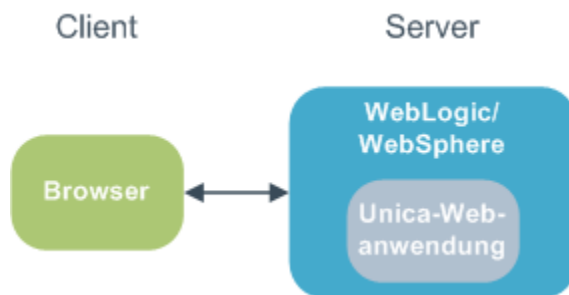 Client
Server
WebLogic/
WebSphere
Browser
Unica-Web-
anwendung